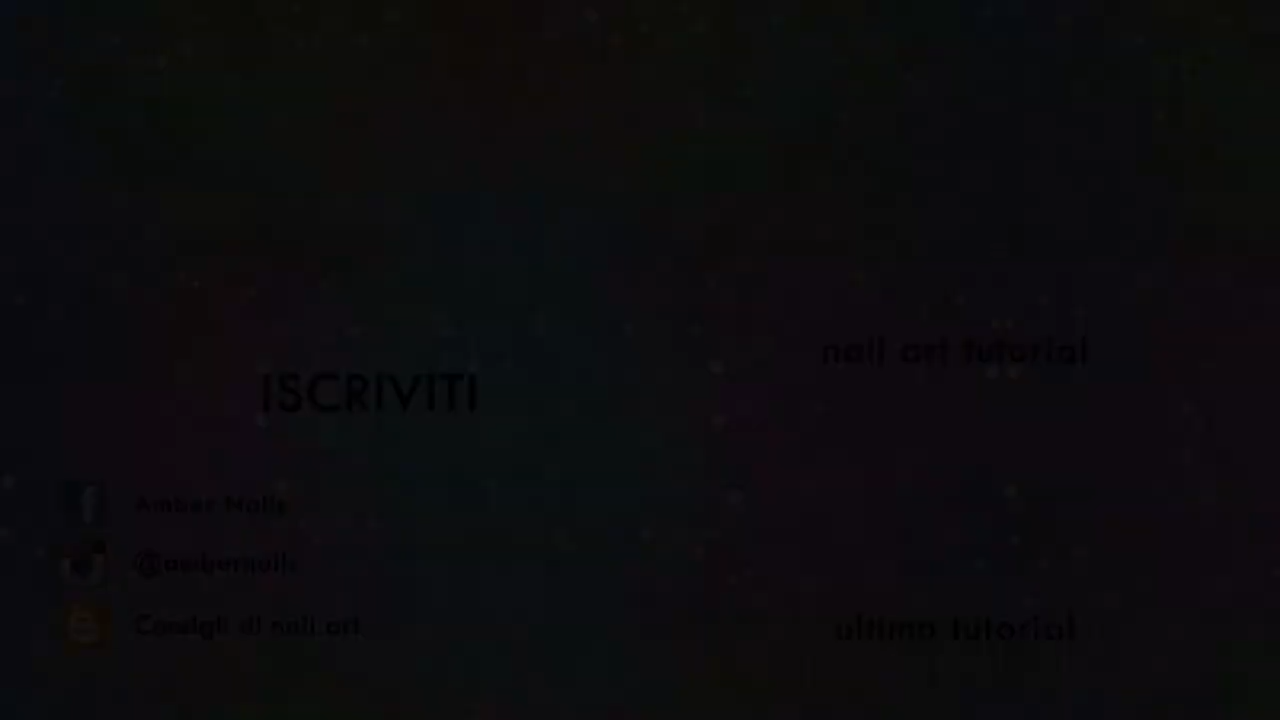 ISCRIVITI
Amber Nails
@ambernails
Consigli di nail art
nail art tutorial
ultimo tutorial